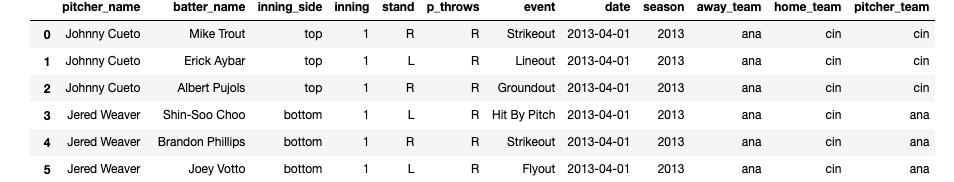 pitcher_name batter_name inning_side inning stand p_throws event date season away_team home_team pitcher_team
0 Johnny Cueto Mike Trout top 1 R R Strikeout 2013-04-01 2013 ana cin cin
1 Johnny Cueto Erick Aybar top 1 L R Lineout 2013-04-01 2013 ana cin cin
2 Johnny Cueto Albert Pujols top 1 R R Groundout 2013-04-01 2013 ana cin cin
3 Jered Weaver Shin-Soo Choo bottom 1 L R Hit By Pitch 2013-04-01 2013 ana cin ana
4 Jered Weaver Brandon Phillips bottom 1 R R Strikeout 2013-04-01 2013 ana cin ana
5 Jered Weaver Joey Votto bottom 1 L R Flyout 2013-04-01 2013 ana cin ana